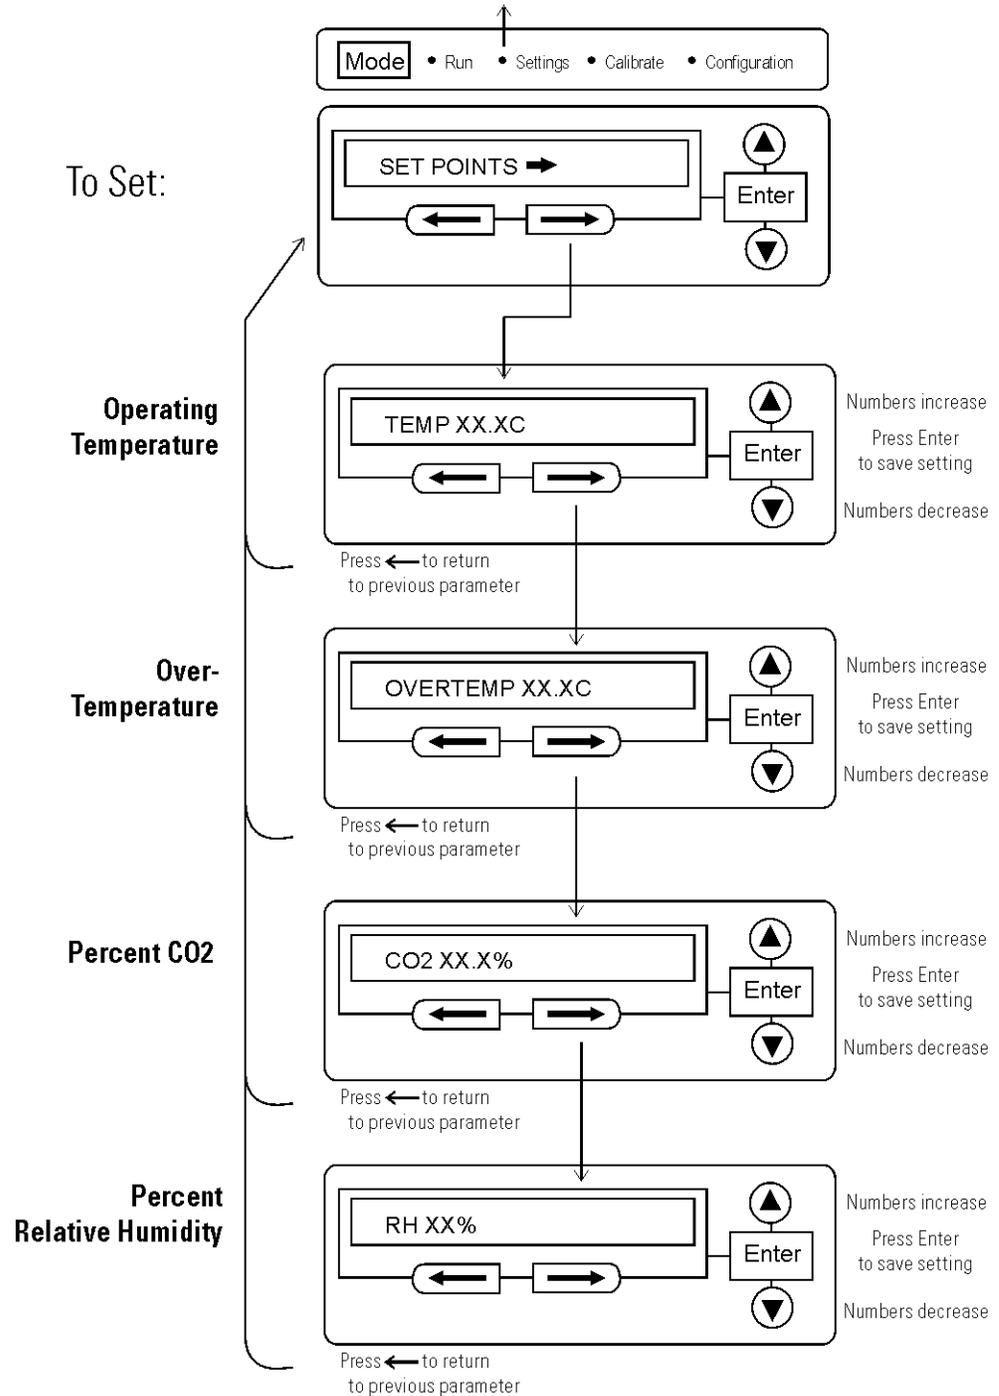 Mode • Run • Settings • Calibrate • Configuration
To Set:
SET POINTS →
Enter
Operating
Temperature
TEMP XX.XC
Enter
Numbers increase
Press Enter
to save setting
Numbers decrease
Press ← to return
to previous parameter
Over-
Temperature
OVERTEMP XX.XC
Enter
Numbers increase
Press Enter
to save setting
Numbers decrease
Press ← to return
to previous parameter
Percent CO2
CO2 XX.X%
Enter
Numbers increase
Press Enter
to save setting
Numbers decrease
Press ← to return
to previous parameter
Percent
Relative Humidity
RH XX%
Enter
Numbers increase
Press Enter
to save setting
Numbers decrease
Press ← to return
to previous parameter